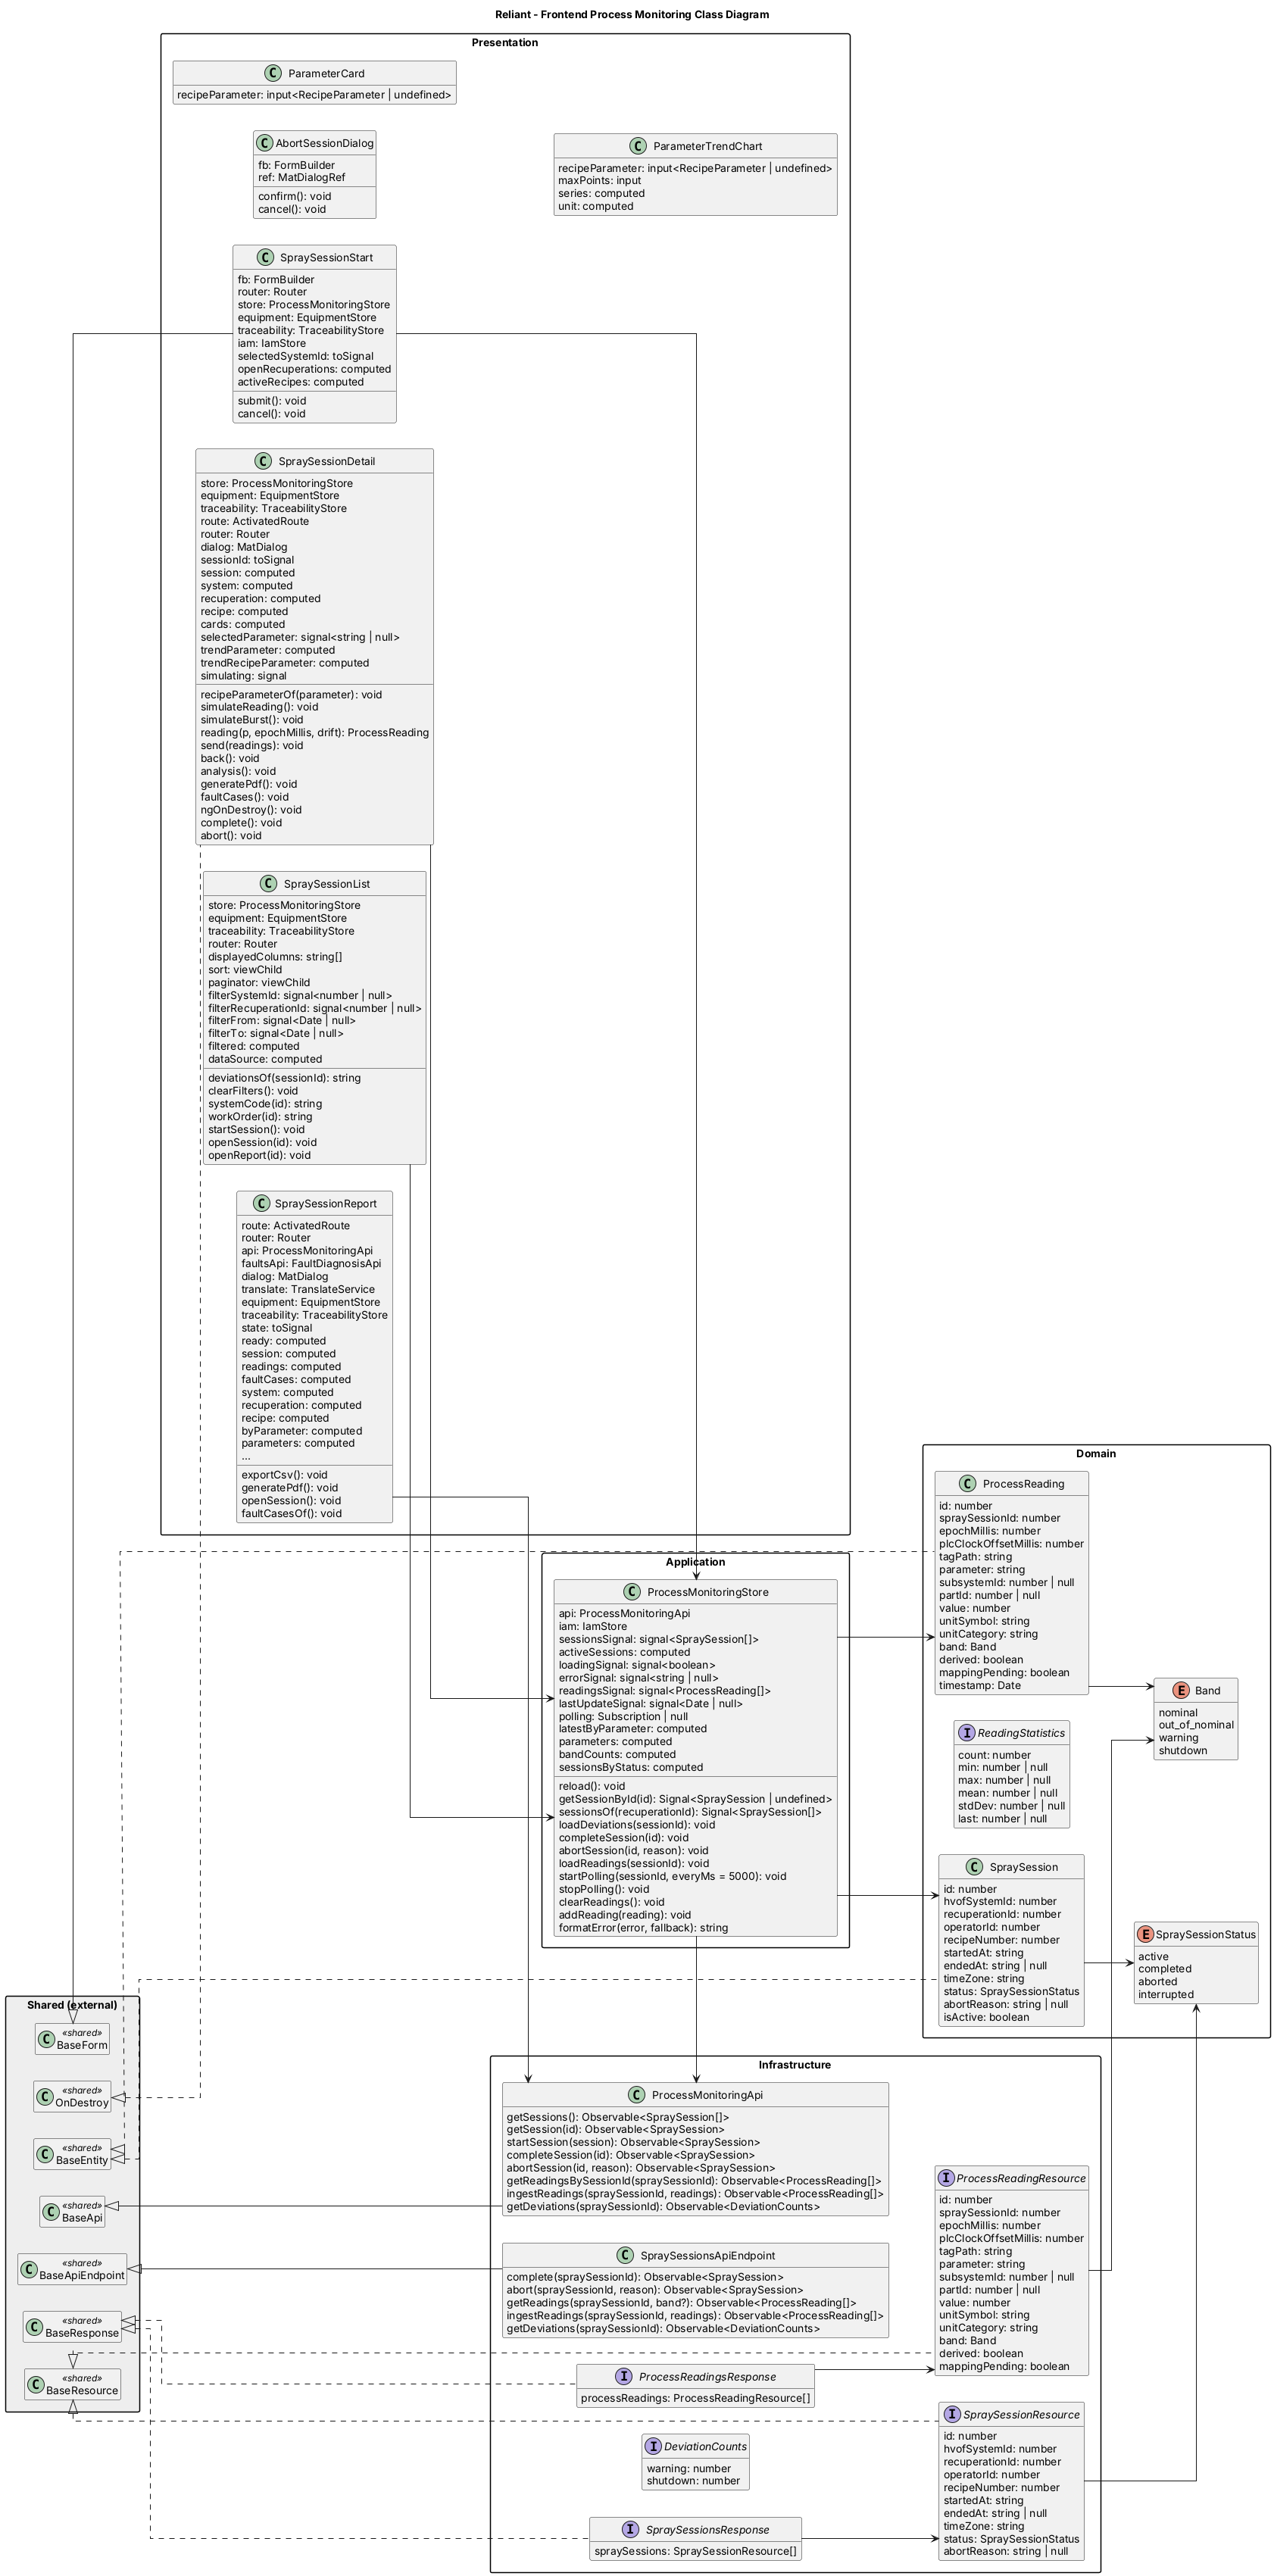 Reliant - Frontend Process Monitoring Class Diagram
Presentation
ParameterCard
recipeParameter: input<RecipeParameter | undefined>
AbortSessionDialog
fb: FormBuilder
ref: MatDialogRef
confirm(): void
cancel(): void
ParameterTrendChart
recipeParameter: input<RecipeParameter | undefined>
maxPoints: input
series: computed
unit: computed
SpraySessionStart
fb: FormBuilder
router: Router
store: ProcessMonitoringStore
equipment: EquipmentStore
traceability: TraceabilityStore
iam: IamStore
selectedSystemId: toSignal
openRecuperations: computed
activeRecipes: computed
submit(): void
cancel(): void
SpraySessionDetail
store: ProcessMonitoringStore
equipment: EquipmentStore
traceability: TraceabilityStore
route: ActivatedRoute
router: Router
dialog: MatDialog
sessionId: toSignal
session: computed
system: computed
recuperation: computed
recipe: computed
cards: computed
selectedParameter: signal<string | null>
trendParameter: computed
trendRecipeParameter: computed
simulating: signal
recipeParameterOf(parameter): void
simulateReading(): void
simulateBurst(): void
reading(p, epochMillis, drift): ProcessReading
send(readings): void
back(): void
analysis(): void
generatePdf(): void
faultCases(): void
ngOnDestroy(): void
complete(): void
abort(): void
SpraySessionList
store: ProcessMonitoringStore
equipment: EquipmentStore
traceability: TraceabilityStore
router: Router
displayedColumns: string[]
sort: viewChild
paginator: viewChild
filterSystemId: signal<number | null>
filterRecuperationId: signal<number | null>
filterFrom: signal<Date | null>
filterTo: signal<Date | null>
filtered: computed
dataSource: computed
deviationsOf(sessionId): string
clearFilters(): void
systemCode(id): string
workOrder(id): string
startSession(): void
openSession(id): void
openReport(id): void
SpraySessionReport
route: ActivatedRoute
router: Router
api: ProcessMonitoringApi
faultsApi: FaultDiagnosisApi
dialog: MatDialog
translate: TranslateService
equipment: EquipmentStore
traceability: TraceabilityStore
state: toSignal
ready: computed
session: computed
readings: computed
faultCases: computed
system: computed
recuperation: computed
recipe: computed
byParameter: computed
parameters: computed
...
exportCsv(): void
generatePdf(): void
openSession(): void
faultCasesOf(): void
Application
ProcessMonitoringStore
api: ProcessMonitoringApi
iam: IamStore
sessionsSignal: signal<SpraySession[]>
activeSessions: computed
loadingSignal: signal<boolean>
errorSignal: signal<string | null>
readingsSignal: signal<ProcessReading[]>
lastUpdateSignal: signal<Date | null>
polling: Subscription | null
latestByParameter: computed
parameters: computed
bandCounts: computed
sessionsByStatus: computed
reload(): void
getSessionById(id): Signal<SpraySession | undefined>
sessionsOf(recuperationId): Signal<SpraySession[]>
loadDeviations(sessionId): void
completeSession(id): void
abortSession(id, reason): void
loadReadings(sessionId): void
startPolling(sessionId, everyMs = 5000): void
stopPolling(): void
clearReadings(): void
addReading(reading): void
formatError(error, fallback): string
Domain
ProcessReading
id: number
spraySessionId: number
epochMillis: number
plcClockOffsetMillis: number
tagPath: string
parameter: string
subsystemId: number | null
partId: number | null
value: number
unitSymbol: string
unitCategory: string
band: Band
derived: boolean
mappingPending: boolean
timestamp: Date
Band
nominal
out_of_nominal
warning
shutdown
ReadingStatistics
count: number
min: number | null
max: number | null
mean: number | null
stdDev: number | null
last: number | null
SpraySession
id: number
hvofSystemId: number
recuperationId: number
operatorId: number
recipeNumber: number
startedAt: string
endedAt: string | null
timeZone: string
status: SpraySessionStatus
abortReason: string | null
isActive: boolean
SpraySessionStatus
active
completed
aborted
interrupted
Shared (external)
«shared»
BaseForm
«shared»
OnDestroy
«shared»
BaseEntity
«shared»
BaseApi
«shared»
BaseApiEndpoint
«shared»
BaseResponse
«shared»
BaseResource
Infrastructure
ProcessMonitoringApi
getSessions(): Observable<SpraySession[]>
getSession(id): Observable<SpraySession>
startSession(session): Observable<SpraySession>
completeSession(id): Observable<SpraySession>
abortSession(id, reason): Observable<SpraySession>
getReadingsBySessionId(spraySessionId): Observable<ProcessReading[]>
ingestReadings(spraySessionId, readings): Observable<ProcessReading[]>
getDeviations(spraySessionId): Observable<DeviationCounts>
SpraySessionsApiEndpoint
complete(spraySessionId): Observable<SpraySession>
abort(spraySessionId, reason): Observable<SpraySession>
getReadings(spraySessionId, band?): Observable<ProcessReading[]>
ingestReadings(spraySessionId, readings): Observable<ProcessReading[]>
getDeviations(spraySessionId): Observable<DeviationCounts>
ProcessReadingResource
id: number
spraySessionId: number
epochMillis: number
plcClockOffsetMillis: number
tagPath: string
parameter: string
subsystemId: number | null
partId: number | null
value: number
unitSymbol: string
unitCategory: string
band: Band
derived: boolean
mappingPending: boolean
ProcessReadingsResponse
processReadings: ProcessReadingResource[]
DeviationCounts
warning: number
shutdown: number
SpraySessionResource
id: number
hvofSystemId: number
recuperationId: number
operatorId: number
recipeNumber: number
startedAt: string
endedAt: string | null
timeZone: string
status: SpraySessionStatus
abortReason: string | null
SpraySessionsResponse
spraySessions: SpraySessionResource[]